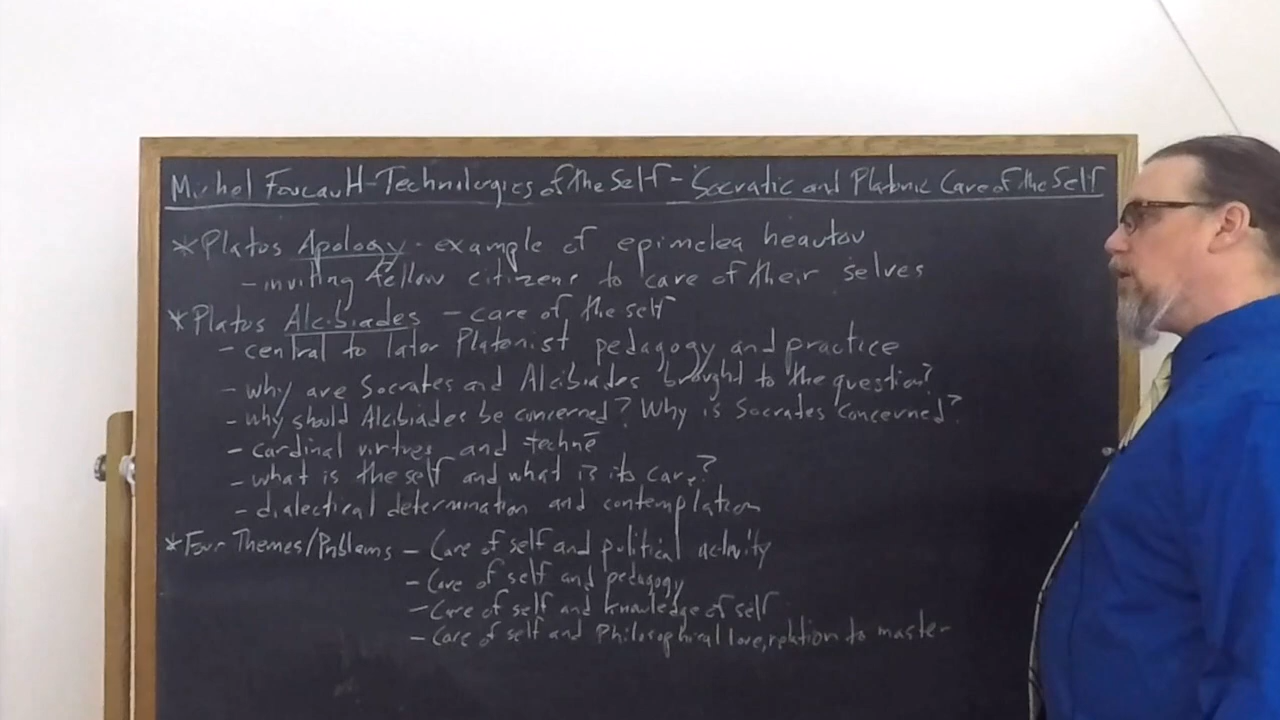 Michel Foucault - Technologies of the Self - Socratic and Platonic Care of the Self
* Platos Apology - example of epimelea heautou
- inviting fellow citizens to care of their selves
* Platos Alcibiades - care of the self
- central to later Platonist pedagogy and practice
- why are Socrates and Alcibiades brought to the question?
- why should Alcibiades be concerned? Why is Socrates concerned?
- cardinal virtues and technē
- what is the self and what is its care?
- dialectical determination and contemplation
* Four Themes/Problems - Care of self and political activity
- Care of self and pedagogy
- Care of self and knowledge of self
- Care of self and Philosophical love, relation to master